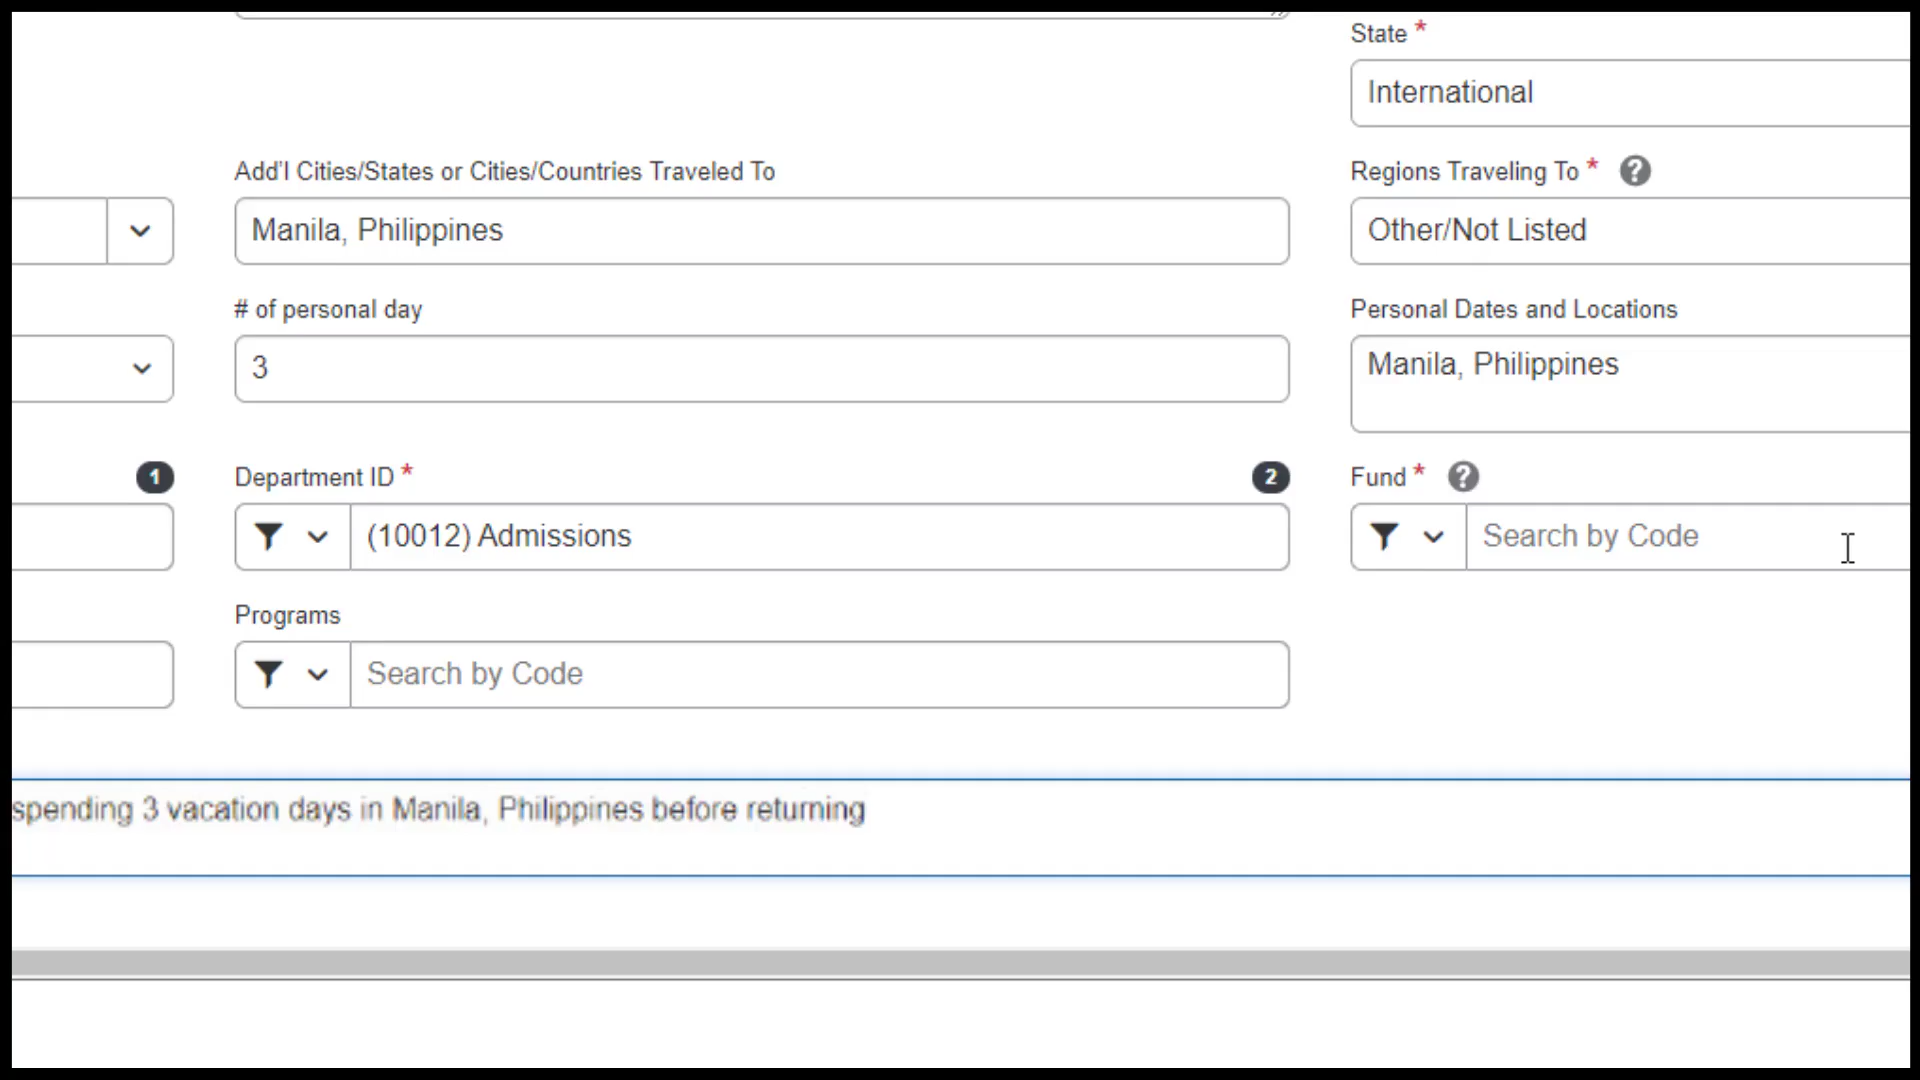 State *
International
Add'l Cities/States or Cities/Countries Traveled To
Regions Traveling To * ?
Manila, Philippines
Other/Not Listed
# of personal day
Personal Dates and Locations
3
Manila, Philippines
1
Department ID *
2
Fund * ?
(10012) Admissions
Search by Code
Programs
Search by Code
spending 3 vacation days in Manila, Philippines before returning